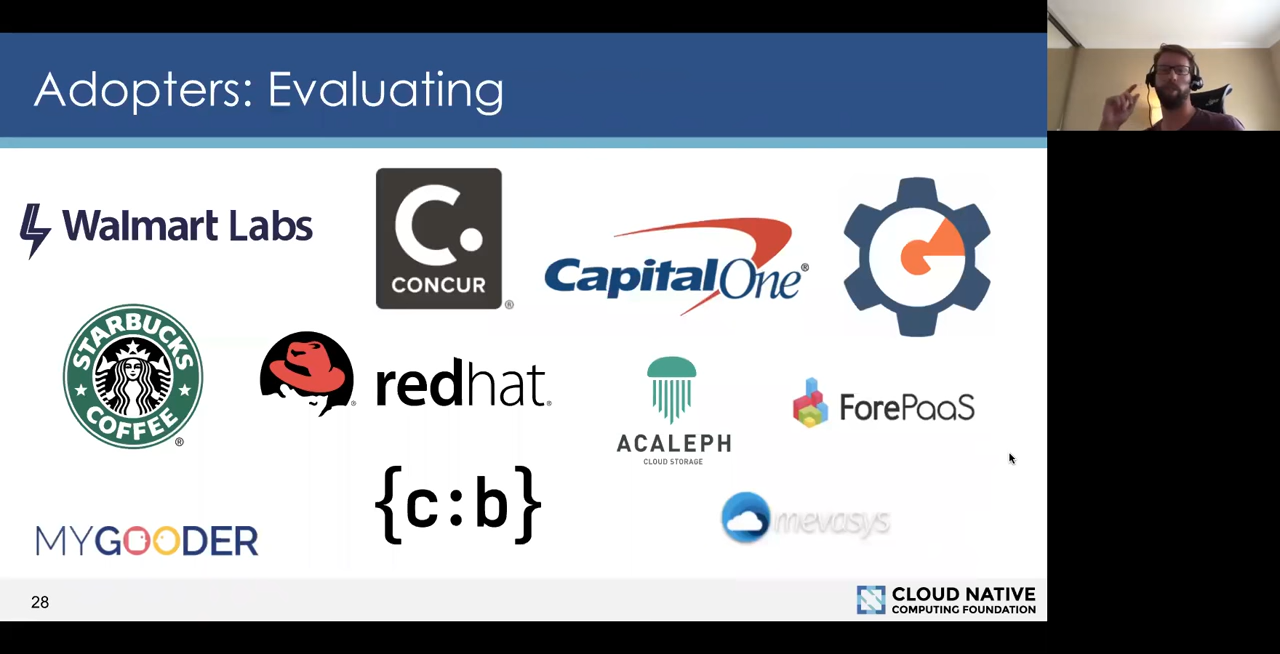 Adopters: Evaluating
Walmart Labs
CONCUR
®
CapitalOne®
STARBUCKS
COFFEE
®
redhat.
ACALEPH
CLOUD STORAGE
ForePaaS
{c:b}
mevasys
MYGOODER
28
CLOUD NATIVE
COMPUTING FOUNDATION